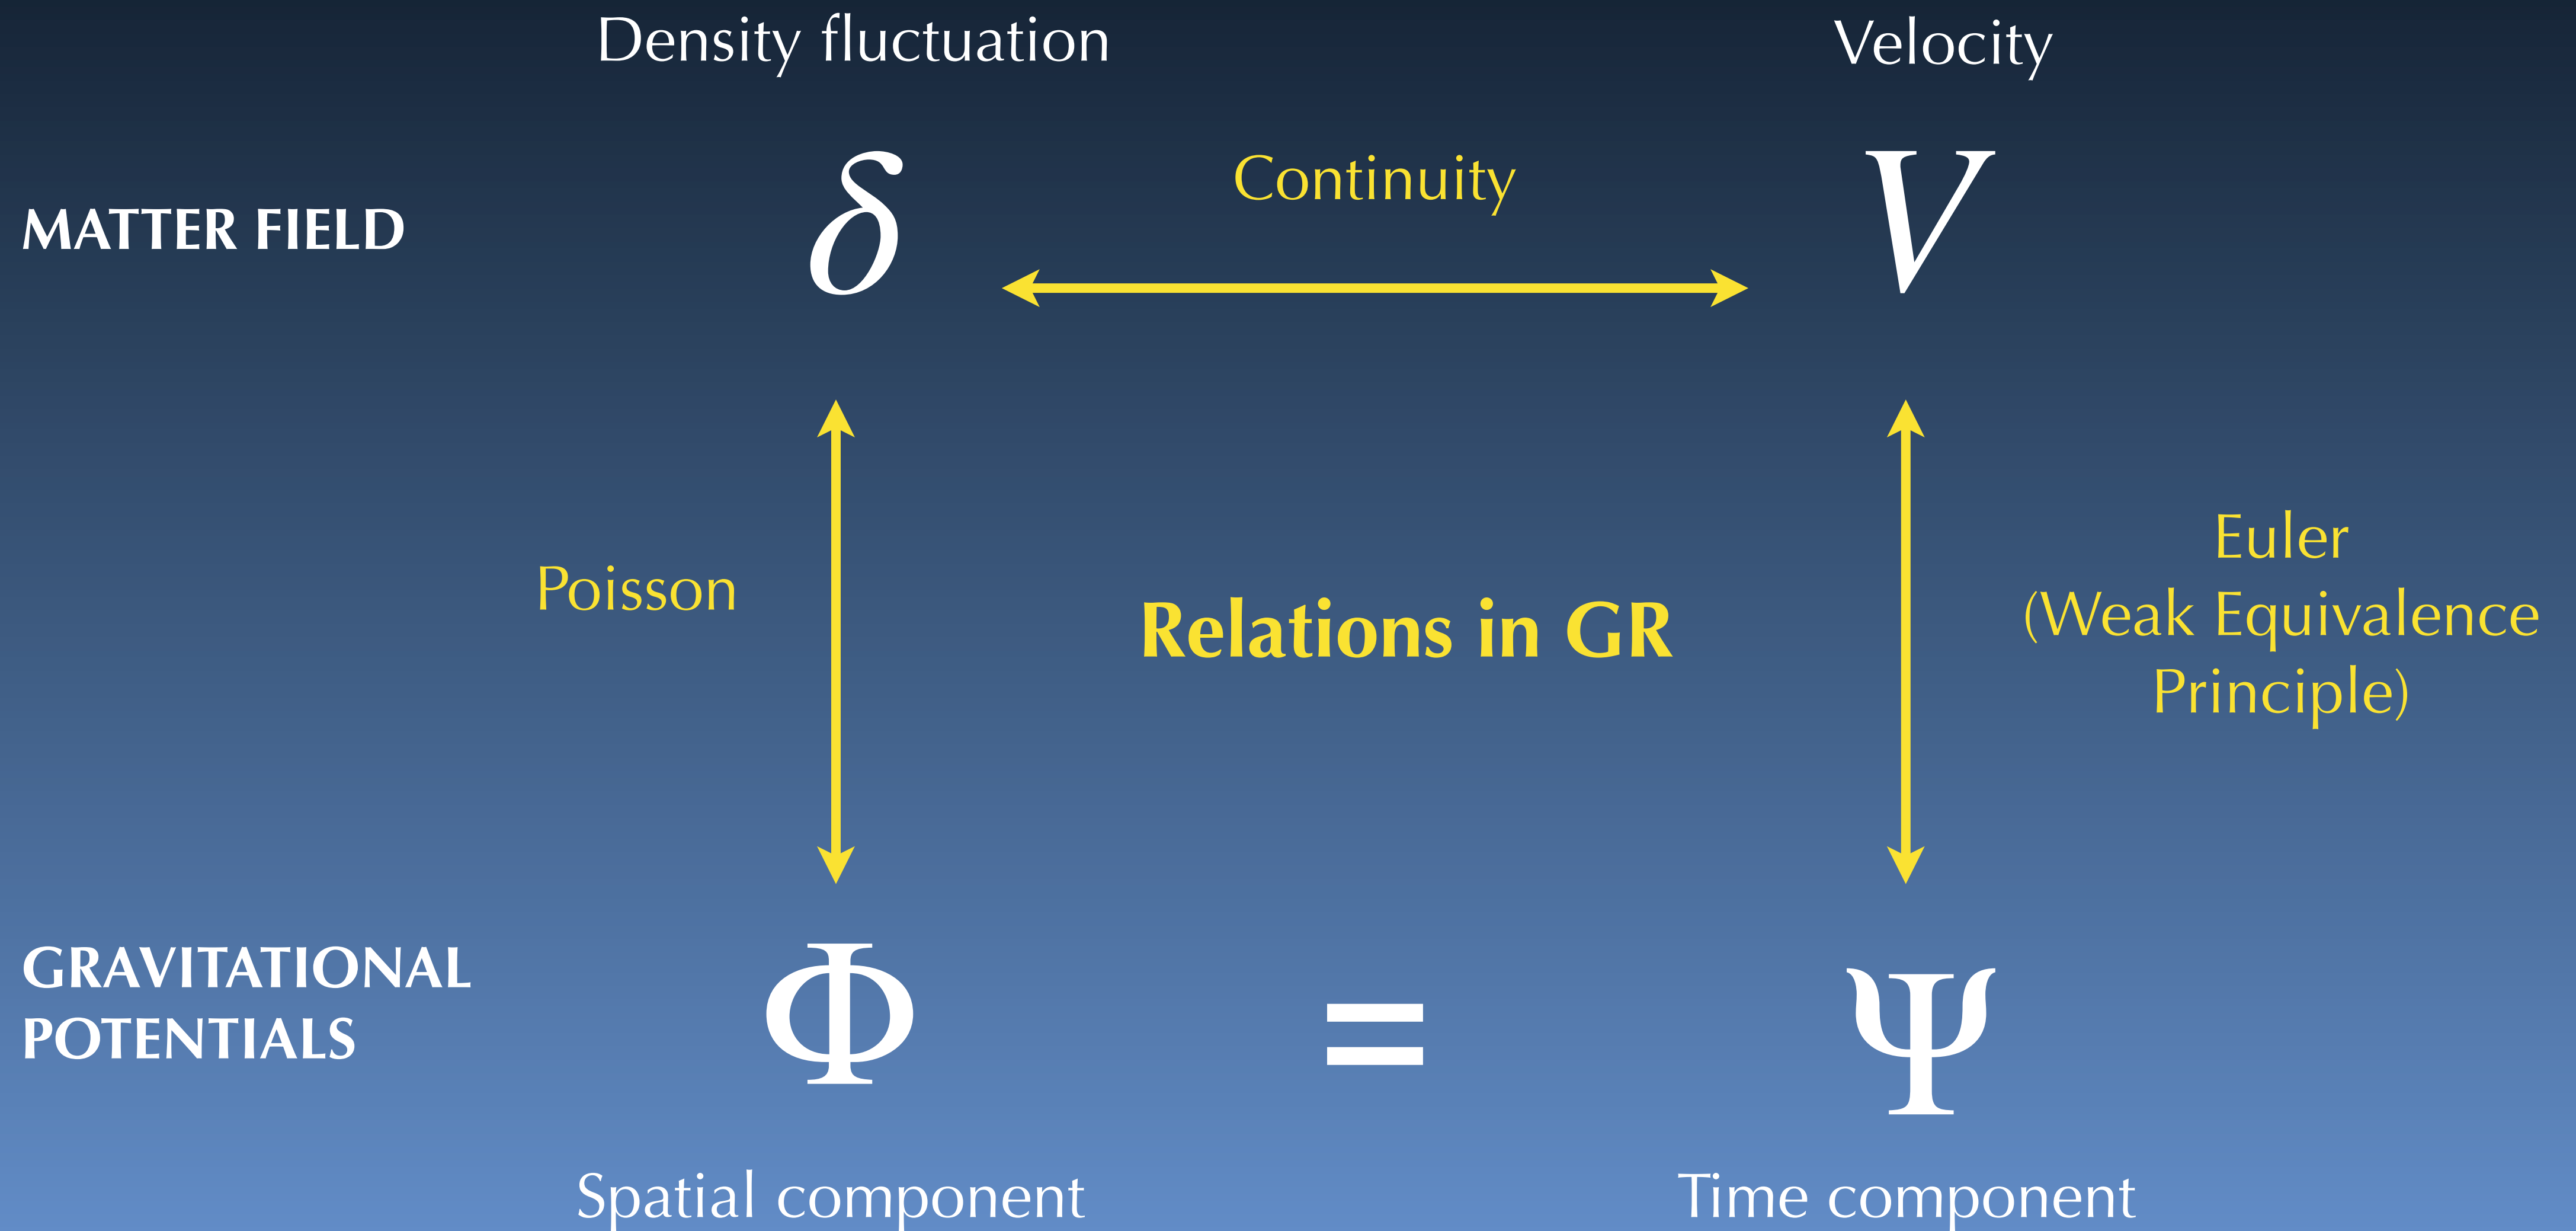 Density fluctuation
Velocity
MATTER FIELD
δ
Continuity
V
Poisson
Relations in GR
Euler
(Weak Equivalence
Principle)
GRAVITATIONAL
POTENTIALS
Φ
=
Ψ
Spatial component
Time component